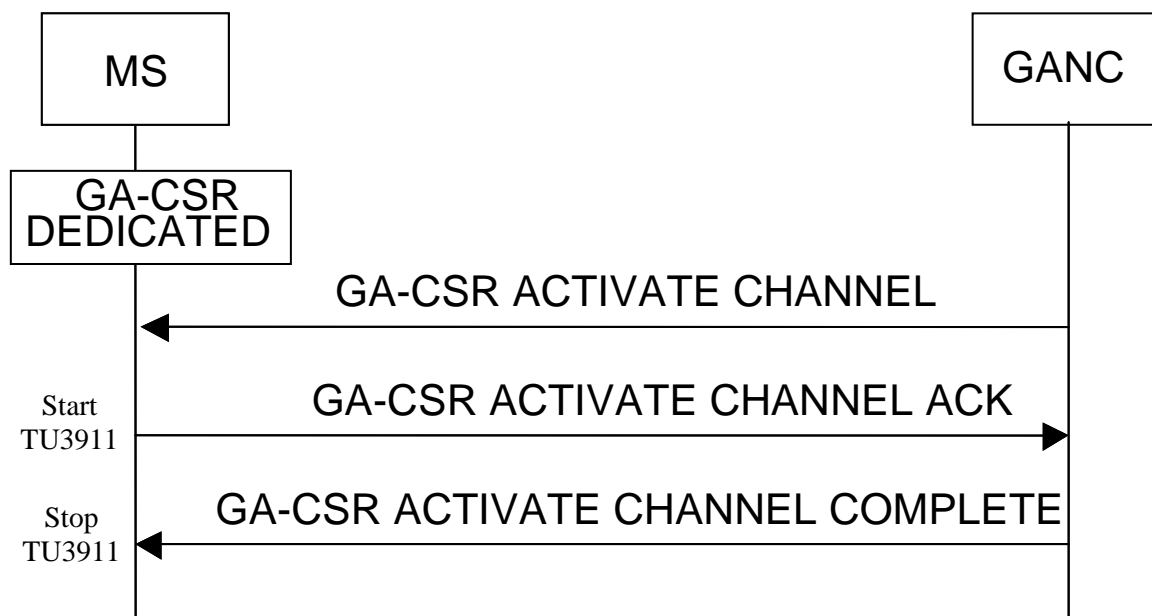 MS
GANC
GA-CSR
DEDICATED
GA-CSR ACTIVATE CHANNEL
GA-CSR ACTIVATE CHANNEL ACK
Start
TU3911
GA-CSR ACTIVATE CHANNEL COMPLETE
Stop
TU3911